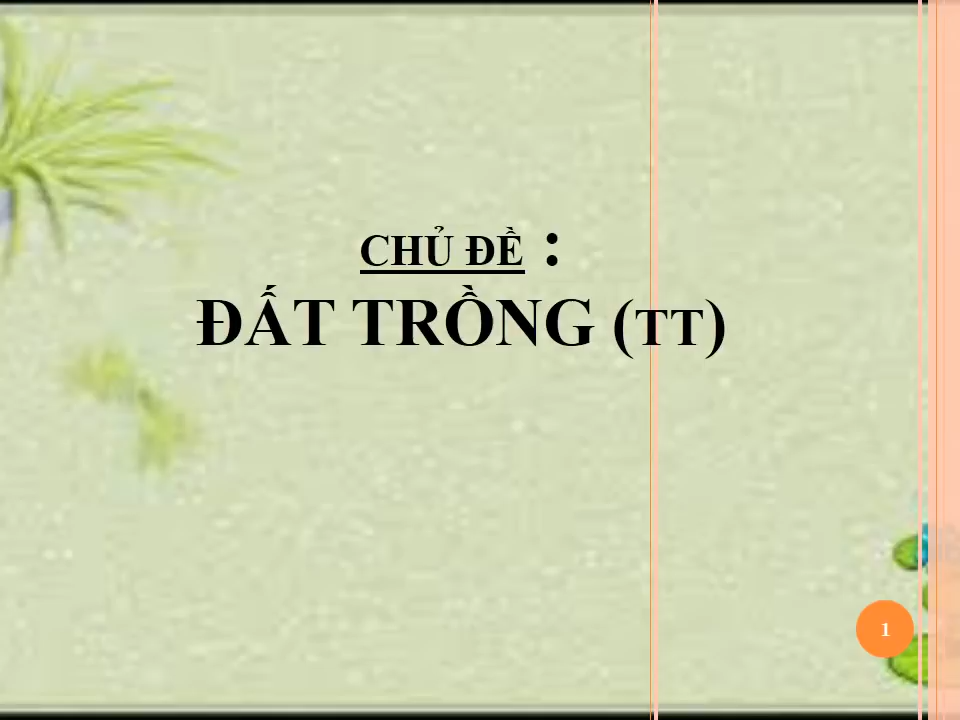 CHỦ ĐỀ :
ĐẤT TRỒNG (TT)
1